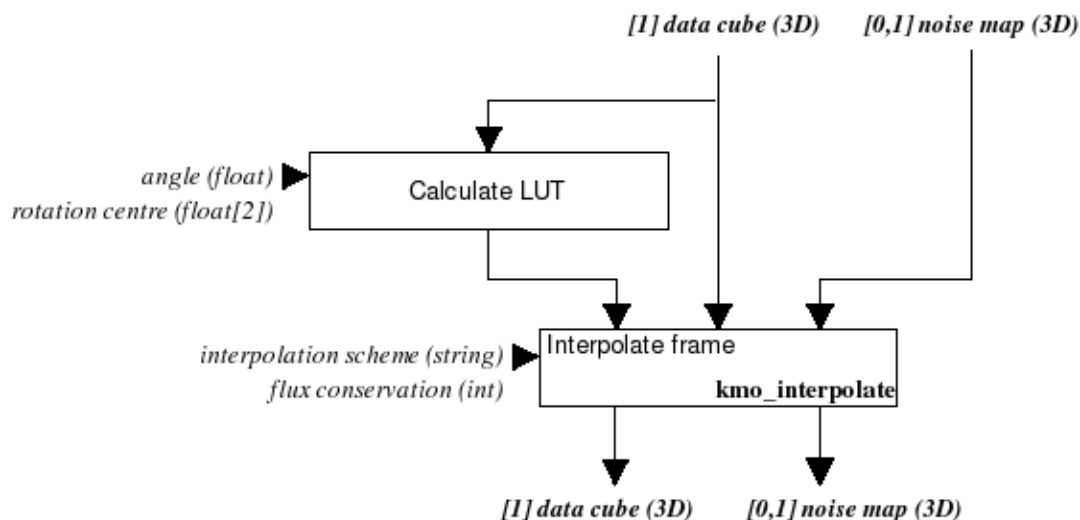 [1] data cube (3D)
[0,1] noise map (3D)
angle (float)
rotation centre (float[2])
Calculate LUT
interpolation scheme (string)
flux conservation (int)
Interpolate frame
kmo_interpolate
[1] data cube (3D)
[0,1] noise map (3D)